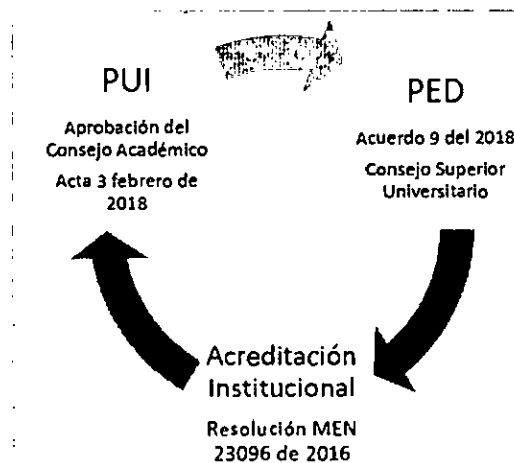 PUI
Aprobación del
Consejo Académico
Acta 3 febrero de
2018
PED
Acuerdo 9 del 2018
Consejo Superior
Universitario
Acreditación
Institucional
Resolución MEN
23096 de 2016